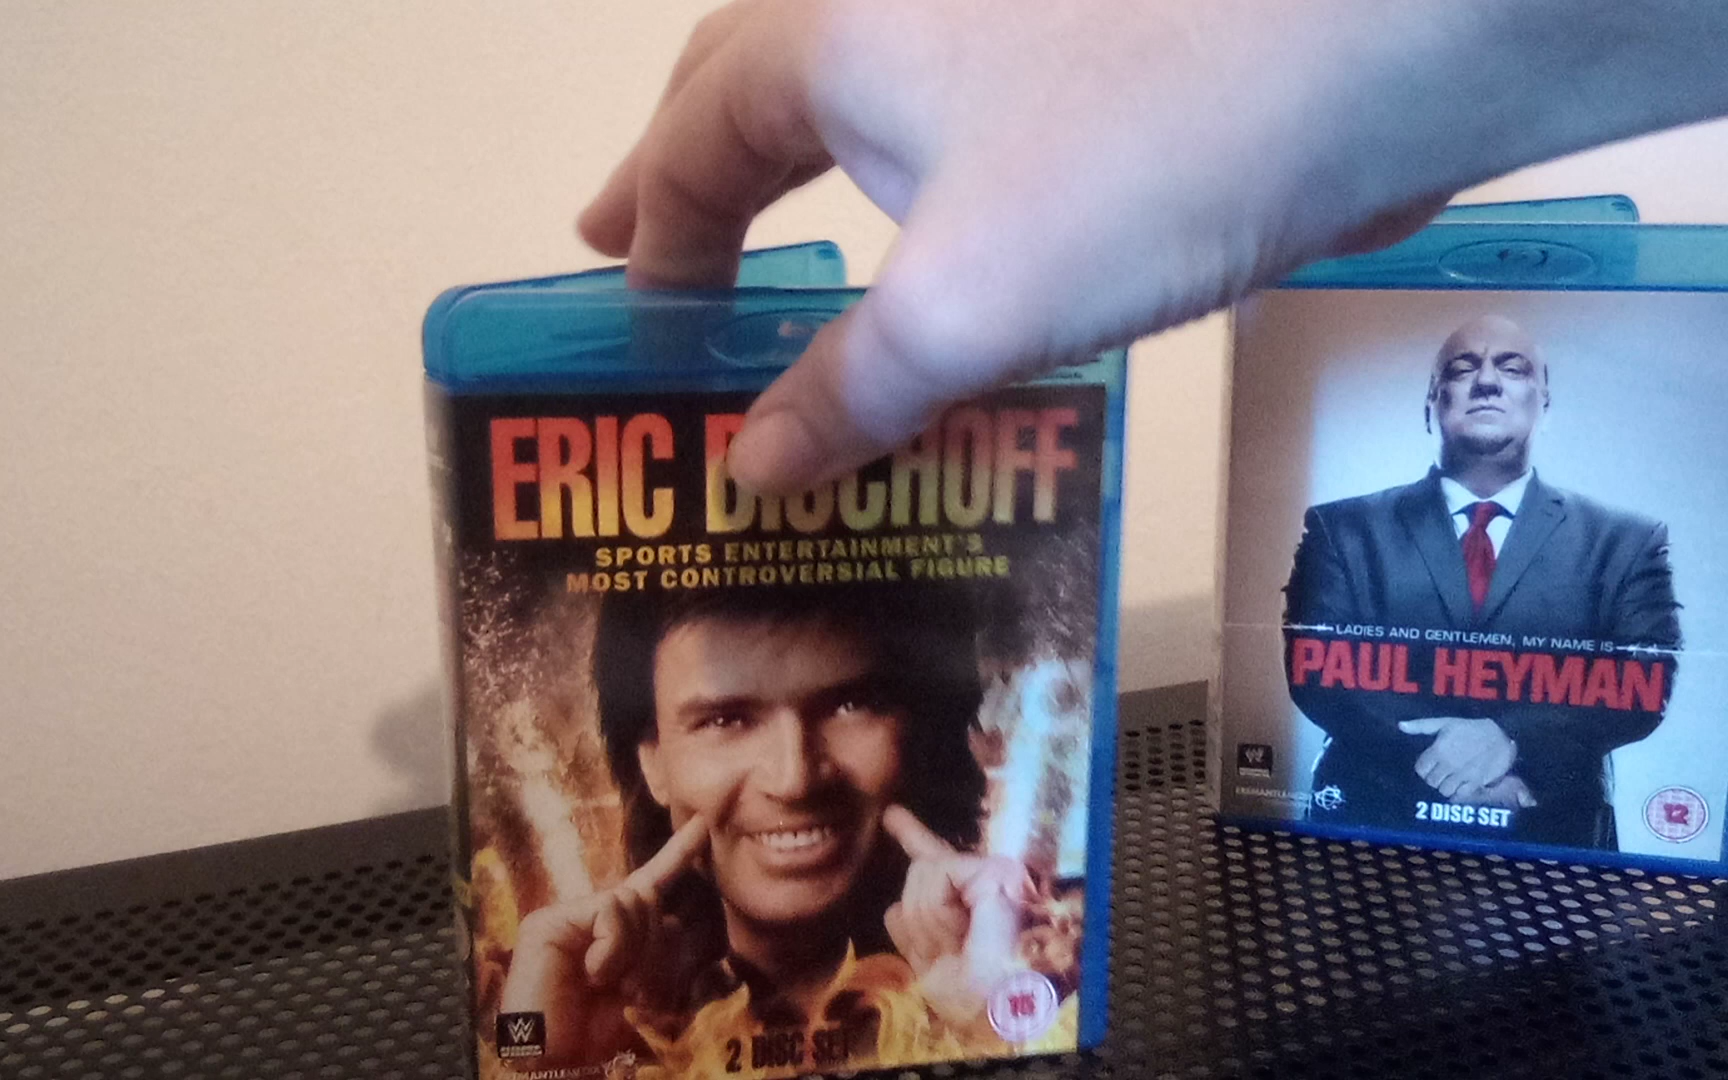 ERIC BISCHOFF
SPORTS ENTERTAINMENT'S
MOST CONTROVERSIAL FIGURE
2 DISC SET
15
W
LADIES AND GENTLEMEN, MY NAME IS
PAUL HEYMAN
2 DISC SET
12
FREMANTLEMEDIA